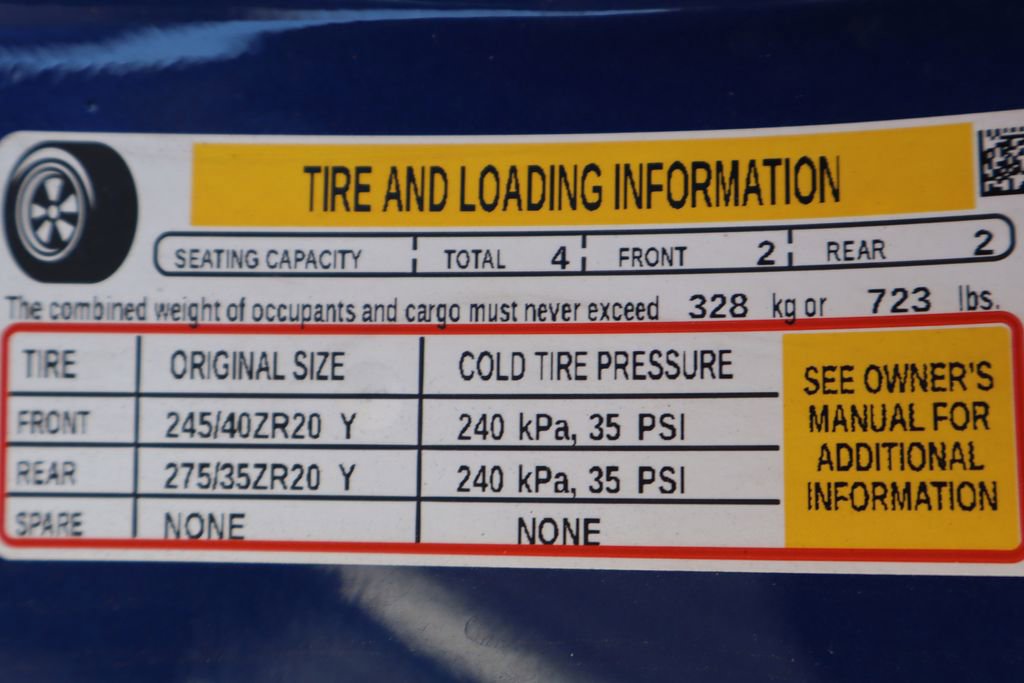 TIRE AND LOADING INFORMATION
SEATING CAPACITY TOTAL 4 FRONT 2 REAR 2
The combined weight of occupants and cargo must never exceed 328 kg or 723 lbs.
TIRE ORIGINAL SIZE COLD TIRE PRESSURE
FRONT 245/40ZR20 Y 240 kPa, 35 PSI
REAR 275/35ZR20 Y 240 kPa, 35 PSI
SPARE NONE NONE
SEE OWNER'S
MANUAL FOR
ADDITIONAL
INFORMATION